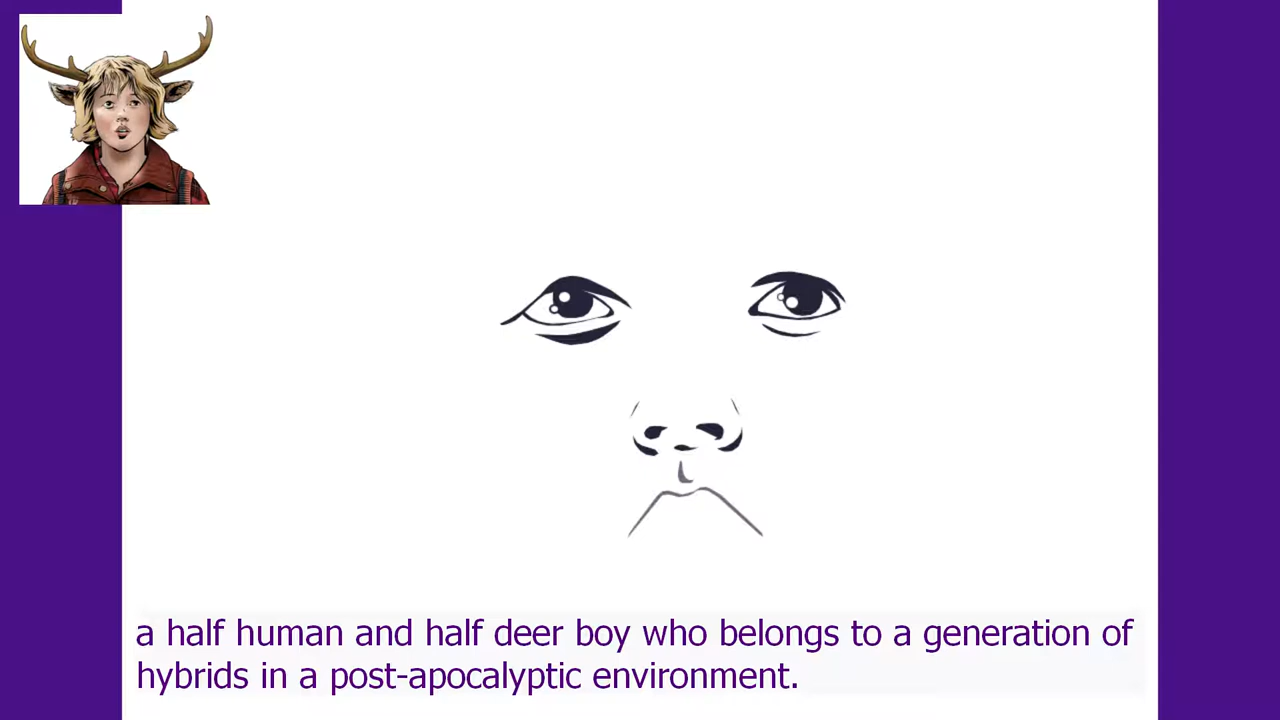 a half human and half deer boy who belongs to a generation of
hybrids in a post-apocalyptic environment.